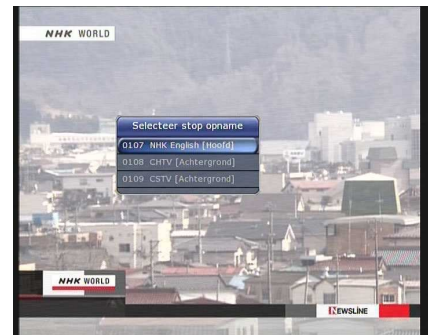 NHK WORLD
Selecteer stop opname
0107 NHK English [Hoofd]
0108 CHTV [Achtergrond]
0109 CSTV [Achtergrond]
NHK WORLD
NEWSLINE